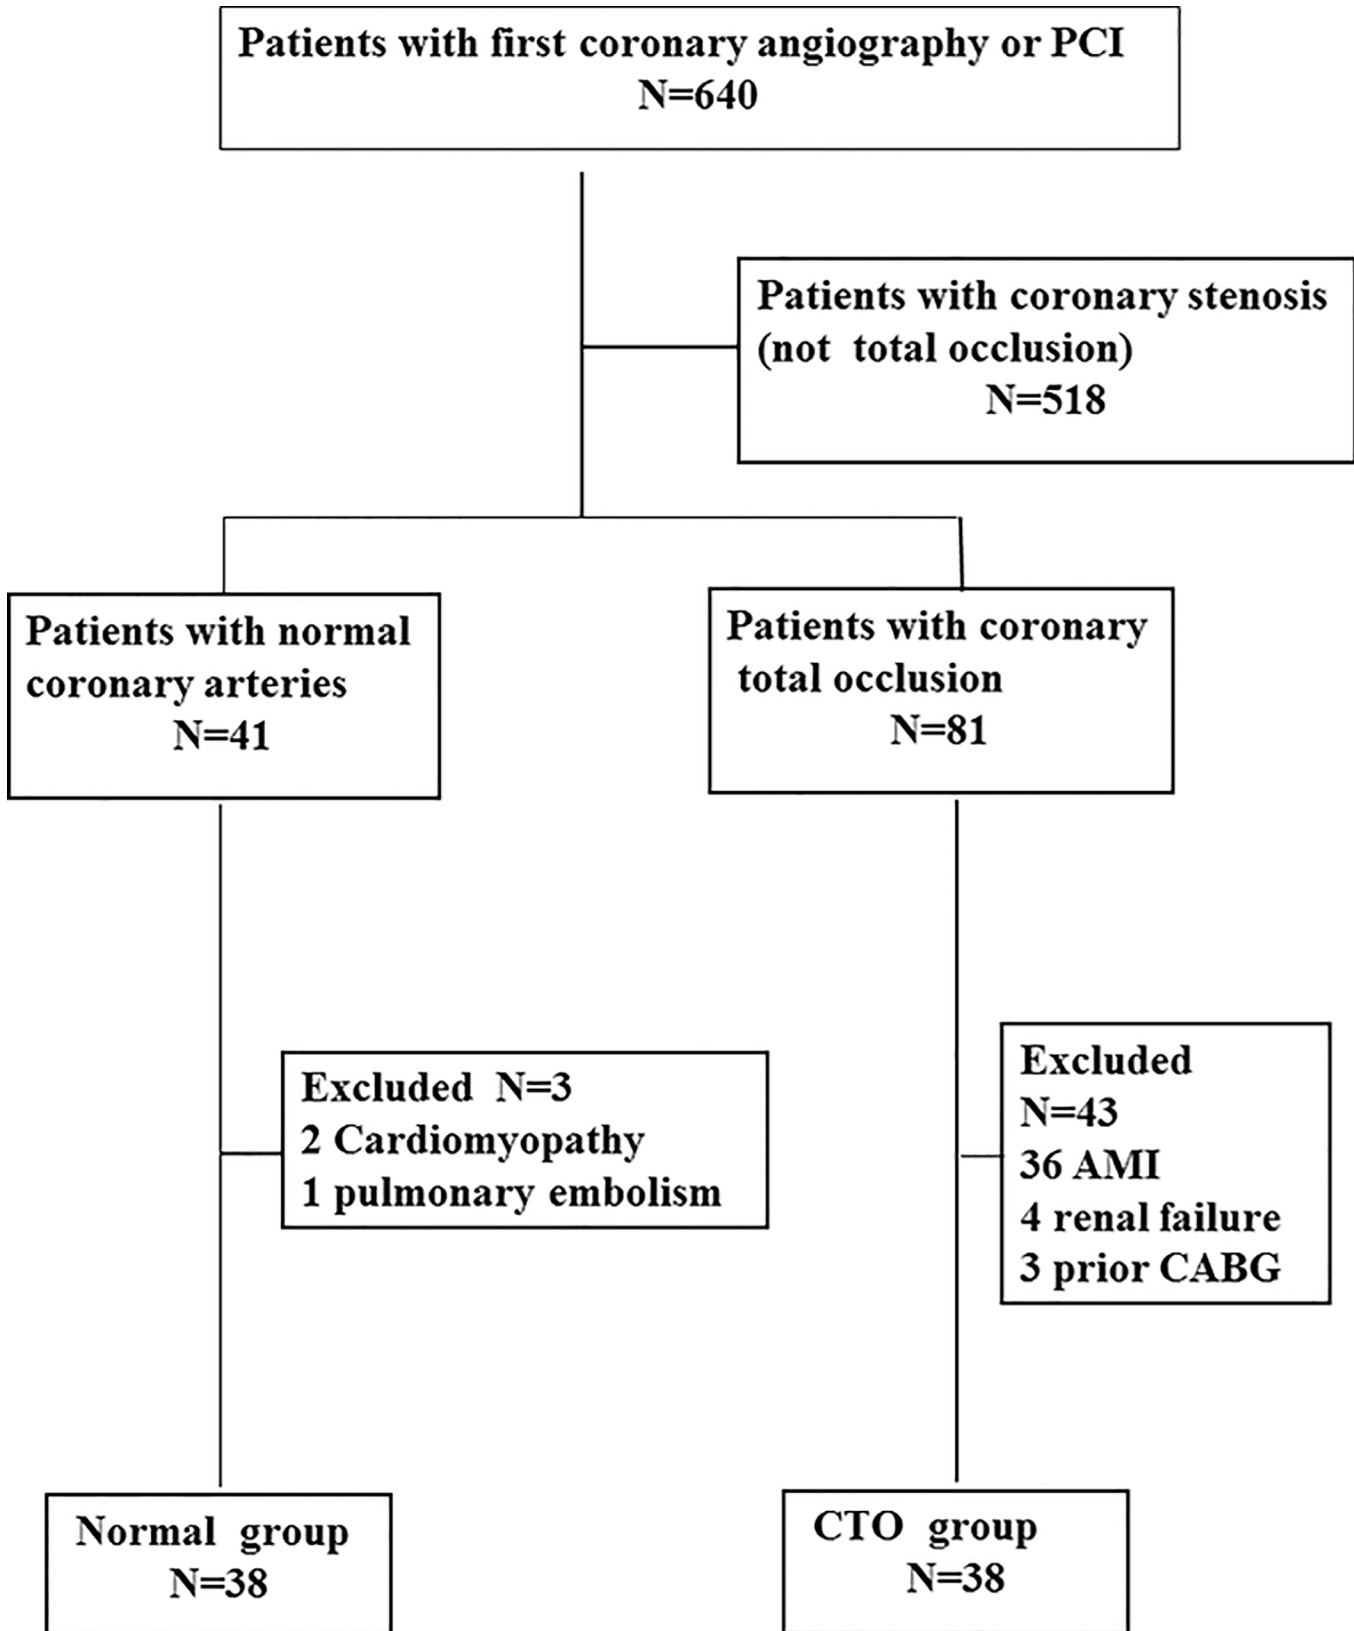 Patients with first coronary angiography or PCI
N=640
Patients with coronary stenosis
(not total occlusion)
N=518
Patients with normal
coronary arteries
N=41
Patients with coronary
total occlusion
N=81
Excluded N=3
2 Cardiomyopathy
1 pulmonary embolism
Excluded
N=43
36 AMI
4 renal failure
3 prior CABG
Normal group
N=38
CTO group
N=38